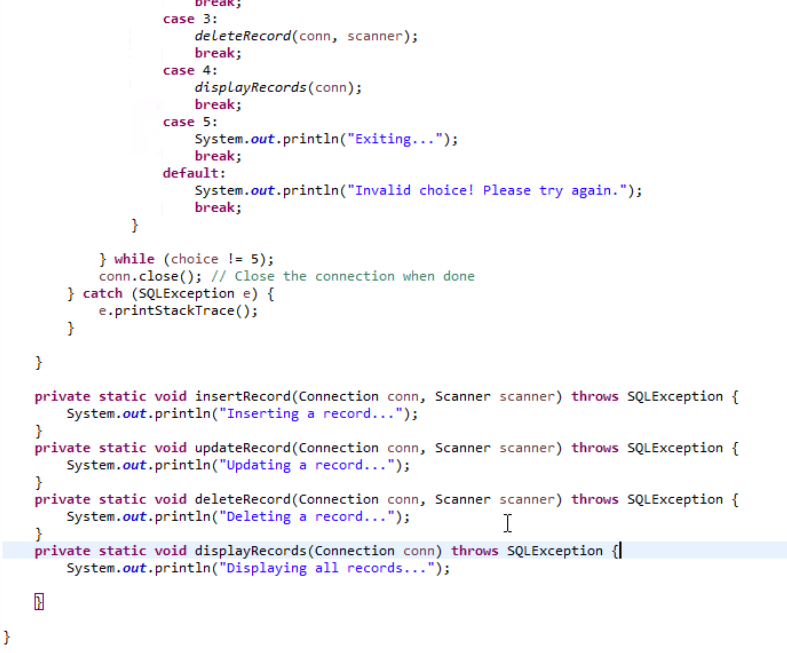 break;
case 3:
deleteRecord(conn, scanner);
break;
case 4:
displayRecords(conn);
break;
case 5:
System.out.println("Exiting...");
break;
default:
System.out.println("Invalid choice! Please try again.");
break;
}
} while (choice != 5);
conn.close(); // Close the connection when done
} catch (SQLException e) {
e.printStackTrace();
}
}
private static void insertRecord(Connection conn, Scanner scanner) throws SQLException {
System.out.println("Inserting a record...");
}
private static void updateRecord(Connection conn, Scanner scanner) throws SQLException {
System.out.println("Updating a record...");
}
private static void deleteRecord(Connection conn, Scanner scanner) throws SQLException {
System.out.println("Deleting a record...");
}
private static void displayRecords(Connection conn) throws SQLException {
System.out.println("Displaying all records...");
}
}